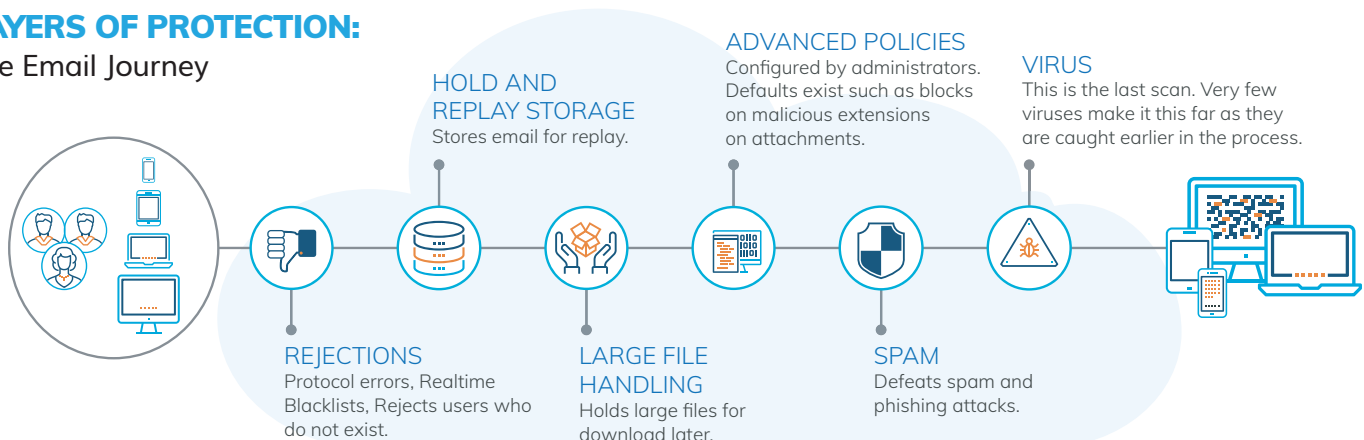 AYERS OF PROTECTION:
e Email Journey
HOLD AND
REPLAY STORAGE
Stores email for replay.
ADVANCED POLICIES
Configured by administrators.
Defaults exist such as blocks
on malicious extensions
on attachments.
VIRUS
This is the last scan. Very few
viruses make it this far as they
are caught earlier in the process.
REJECTIONS
Protocol errors, Realtime
Blacklists, Rejects users who
do not exist.
LARGE FILE
HANDLING
Holds large files for
download later.
SPAM
Defeats spam and
phishing attacks.